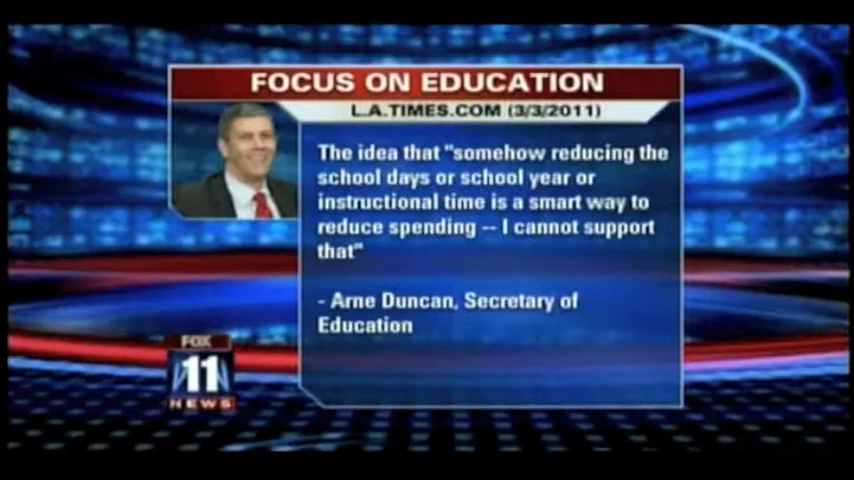 FOCUS ON EDUCATION
L.A.TIMES.COM (3/3/2011)
The idea that "somehow reducing the
school days or school year or
instructional time is a smart way to
reduce spending -- I cannot support
that"
- Arne Duncan, Secretary of
Education
FOX
11
NEWS